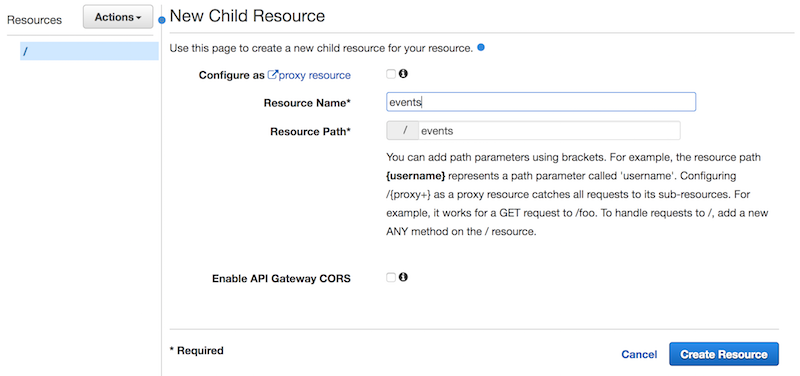 Resources
Actions
/
New Child Resource
Use this page to create a new child resource for your resource.
Configure as proxy resource
Resource Name* events
Resource Path* / events
You can add path parameters using brackets. For example, the resource path
{username} represents a path parameter called 'username'. Configuring
/{proxy+} as a proxy resource catches all requests to its sub-resources. For
example, it works for a GET request to /foo. To handle requests to /, add a new
ANY method on the / resource.
Enable API Gateway CORS
* Required
Cancel
Create Resource